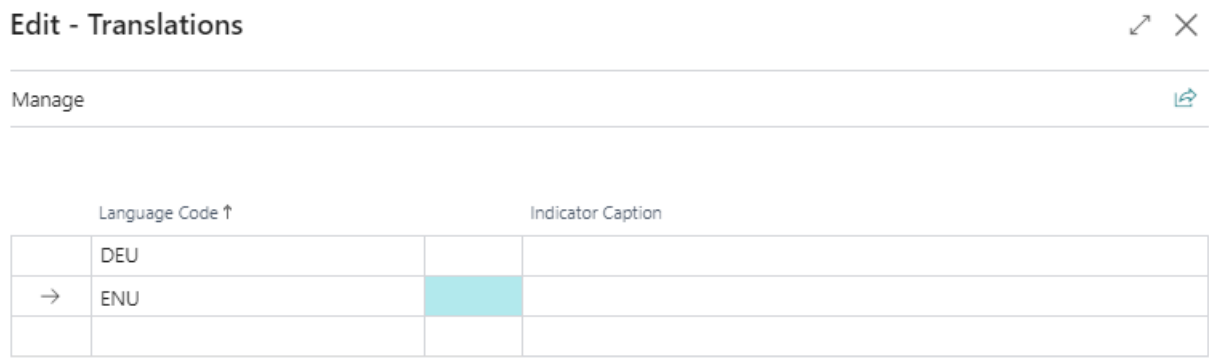 Edit - Translations
Manage
Language Code ↑ Indicator Caption
DEU
ENU